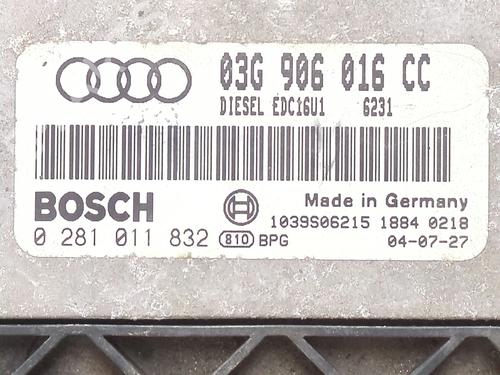 03G 906 016 CC
DIESEL EDC16U1 6231
BOSCH
Made in Germany
1039S06215 1884 0218
0 281 011 832 810 BPG 04-07-27